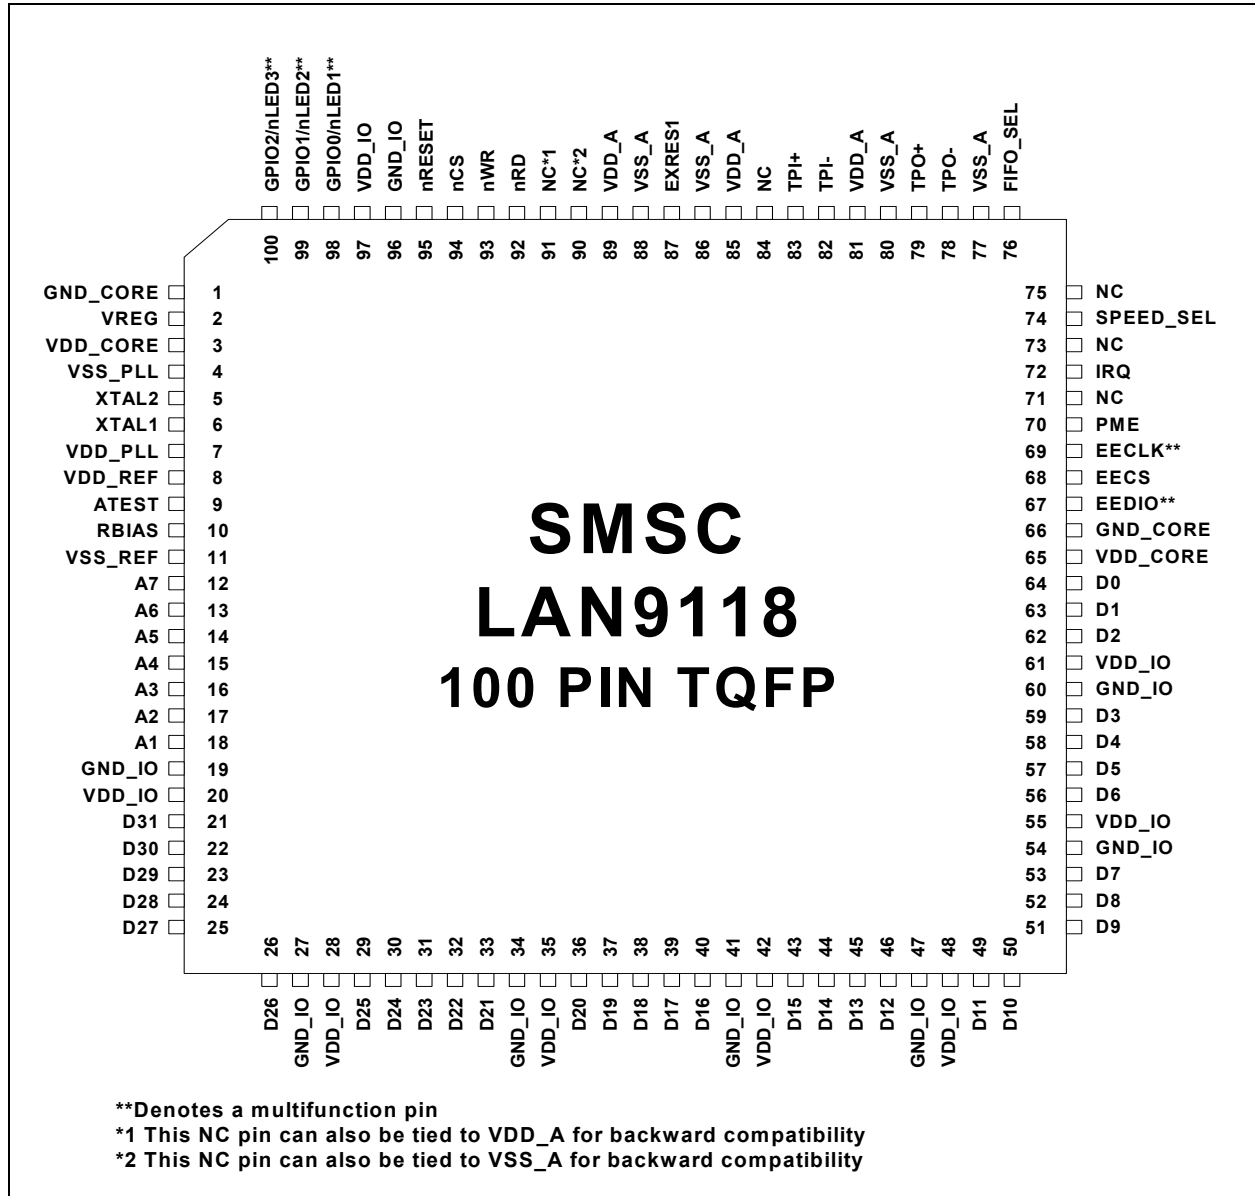 GPIO2/nLED3**
GPIO1/nLED2**
GPIO0/nLED1**
VDD_IO
GND_IO
nRESET
nCS
nWR
nRD
NC*1
NC*2
VDD_A
VSS_A
EXRES1
VSS_A
VDD_A
NC
TPI+
TPI-
VDD_A
VSS_A
TPO+
TPO-
VSS_A
FIFO_SEL
100
99
98
97
96
95
94
93
92
91
90
89
88
87
86
85
84
83
82
81
80
79
78
77
76
GND_CORE 1
VREG 2
VDD_CORE 3
VSS_PLL 4
XTAL2 5
XTAL1 6
VDD_PLL 7
VDD_REF 8
ATEST 9
RBIAS 10
VSS_REF 11
A7 12
A6 13
A5 14
A4 15
A3 16
A2 17
A1 18
GND_IO 19
VDD_IO 20
D31 21
D30 22
D29 23
D28 24
D27 25
SMSC
LAN9118
100 PIN TQFP
75 NC
74 SPEED_SEL
73 NC
72 IRQ
71 NC
70 PME
69 EECLK**
68 EECS
67 EEDIO**
66 GND_CORE
65 VDD_CORE
64 D0
63 D1
62 D2
61 VDD_IO
60 GND_IO
59 D3
58 D4
57 D5
56 D6
55 VDD_IO
54 GND_IO
53 D7
52 D8
51 D9
26
27
28
29
30
31
32
33
34
35
36
37
38
39
40
41
42
43
44
45
46
47
48
49
50
D26
GND_IO
VDD_IO
D25
D24
D23
D22
D21
GND_IO
VDD_IO
D20
D19
D18
D17
D16
GND_IO
VDD_IO
D15
D14
D13
D12
GND_IO
VDD_IO
D11
D10
**Denotes a multifunction pin
*1 This NC pin can also be tied to VDD_A for backward compatibility
*2 This NC pin can also be tied to VSS_A for backward compatibility